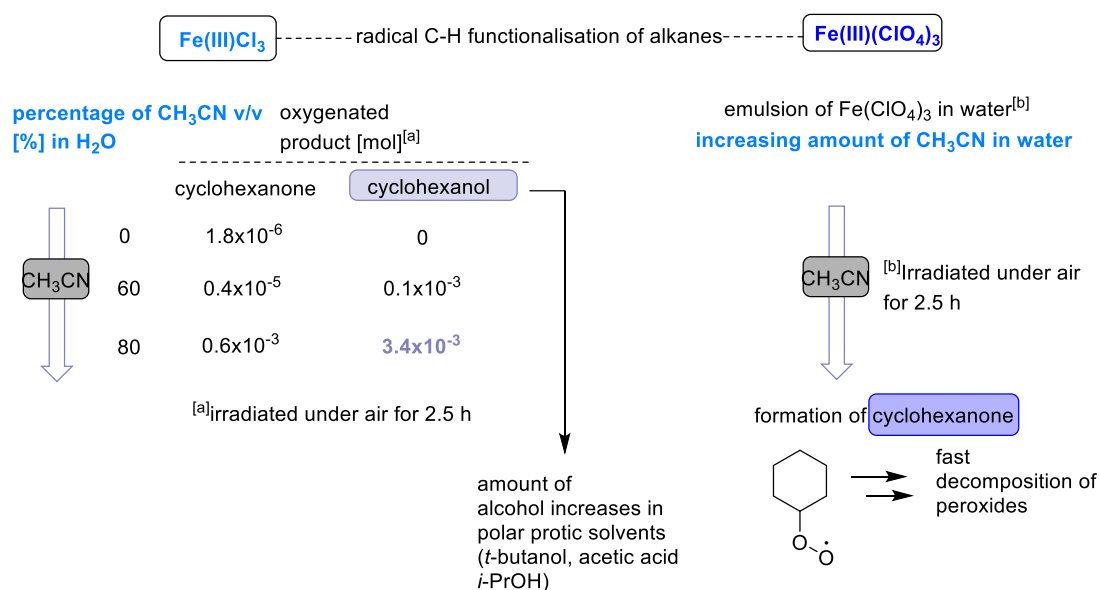 Fe(III)Cl3
radical C-H functionalisation of alkanes
Fe(III)(ClO4)3
percentage of CH3CN v/v
[%] in H2O
oxygenated
product [mol][a]
cyclohexanone
cyclohexanol
0
1.8x10-6
0
CH3CN
60
0.4x10-5
0.1x10-3
80
0.6x10-3
3.4x10-3
[a]irradiated under air for 2.5 h
amount of
alcohol increases in
polar protic solvents
(t-butanol, acetic acid
i-PrOH)
emulsion of Fe(ClO4)3 in water[b]
increasing amount of CH3CN in water
CH3CN
[b]Irradiated under air
for 2.5 h
formation of cyclohexanone
fast
decomposition of
peroxides
O
O